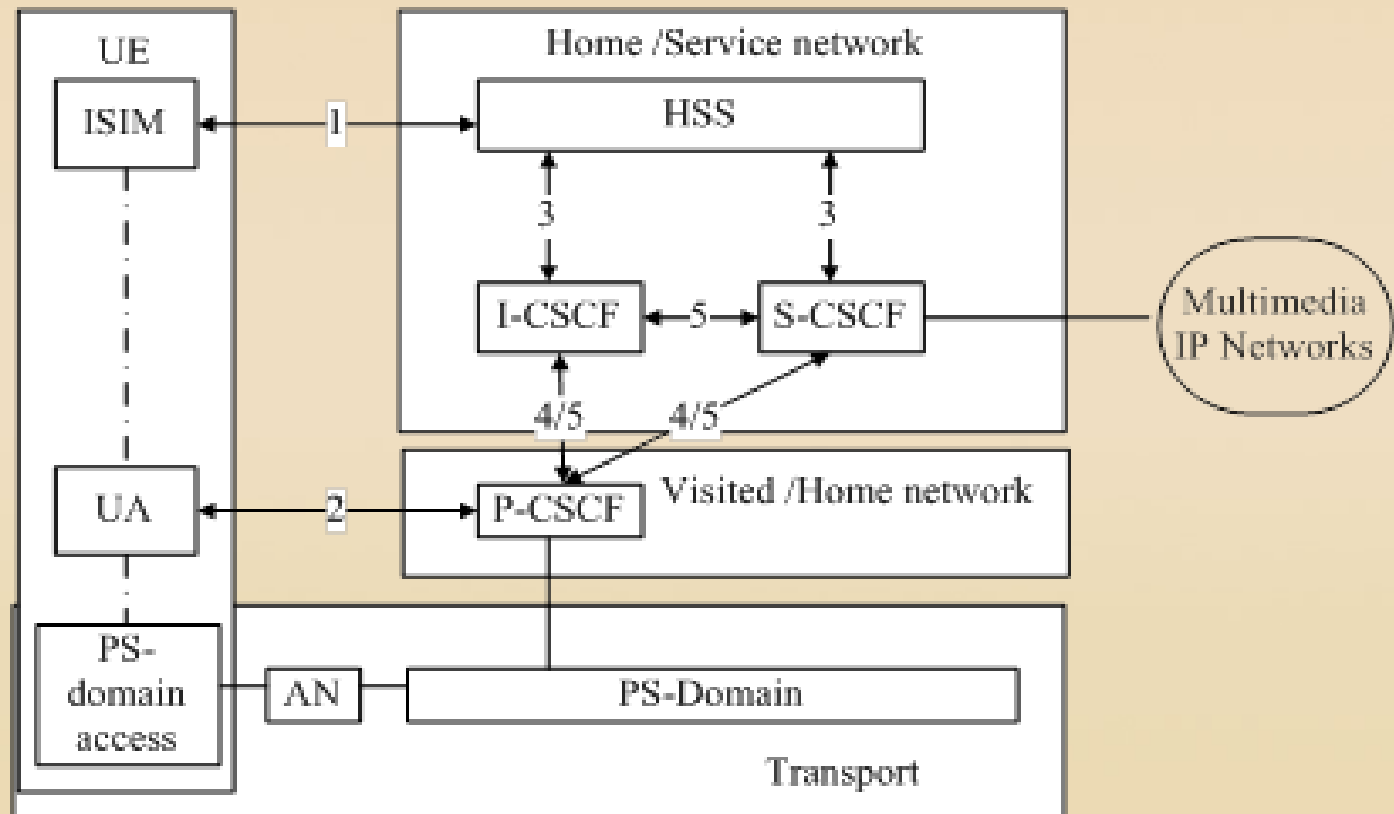 UE
Home /Service network
ISIM
1
HSS
3
3
I-CSCF
5
S-CSCF
Multimedia
IP Networks
4/5
4/5
UA
2
P-CSCF
Visited /Home network
PS-
domain
access
AN
PS-Domain
Transport